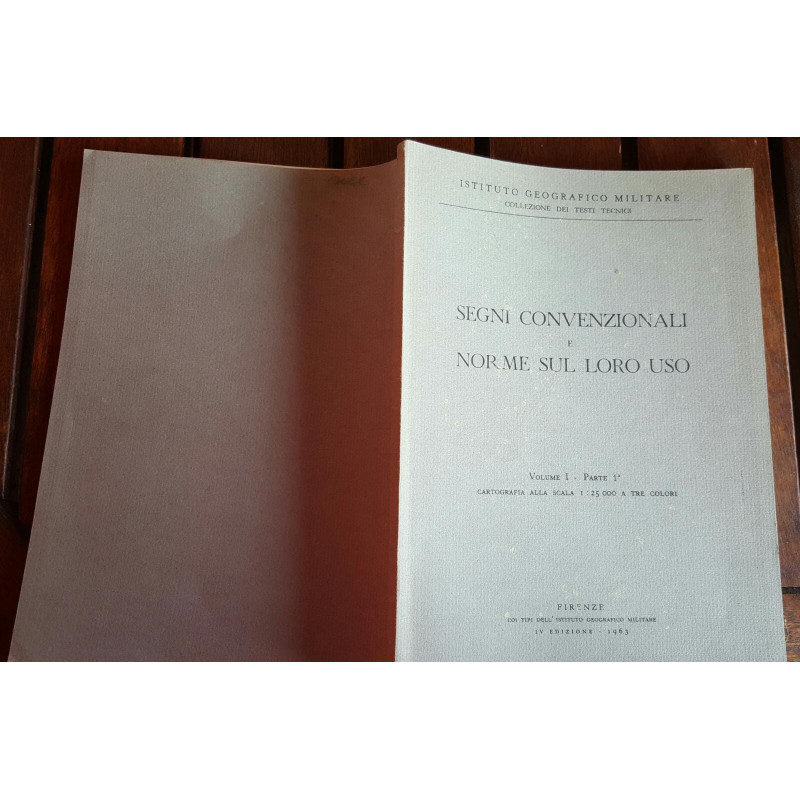 ISTITUTO GEOGRAFICO MILITARE
COLLEZIONE DEI TESTI TECNICI
SEGNI CONVENZIONALI
E
NORME SUL LORO USO
VOLUME I - PARTE 1ª
CARTOGRAFIA ALLA SCALA 1 : 25 000 A TRE COLORI
FIRENZE
COI TIPI DELL'ISTITUTO GEOGRAFICO MILITARE
IV EDIZIONE - 1963